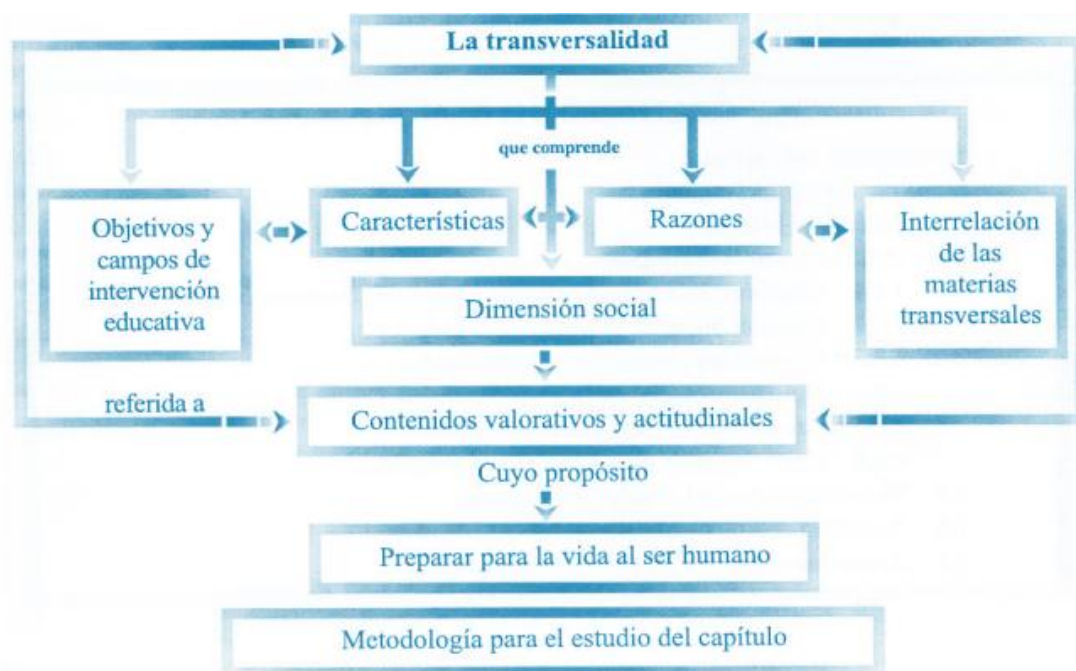 La transversalidad
que comprende
Objetivos y
campos de
intervención
educativa
Características
Razones
Interrelación
de las
materias
transversales
Dimensión social
referida a
Contenidos valorativos y actitudinales
Cuyo propósito
Preparar para la vida al ser humano
Metodología para el estudio del capítulo